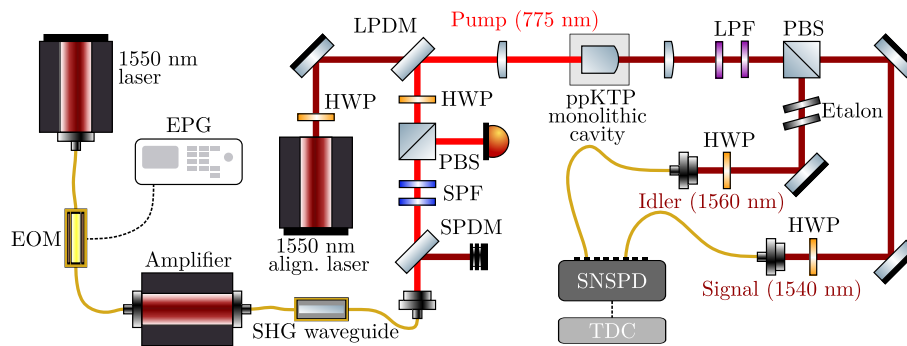 1550 nm
laser
EPG
EOM
Amplifier
SHG waveguide
LPDM
HWP
1550 nm
align. laser
HWP
PBS
SPF
SPDM
Pump (775 nm)
ppKTP
monolithic
cavity
LPF
PBS
Etalon
HWP
Idler (1560 nm)
HWP
Signal (1540 nm)
SNSPD
TDC